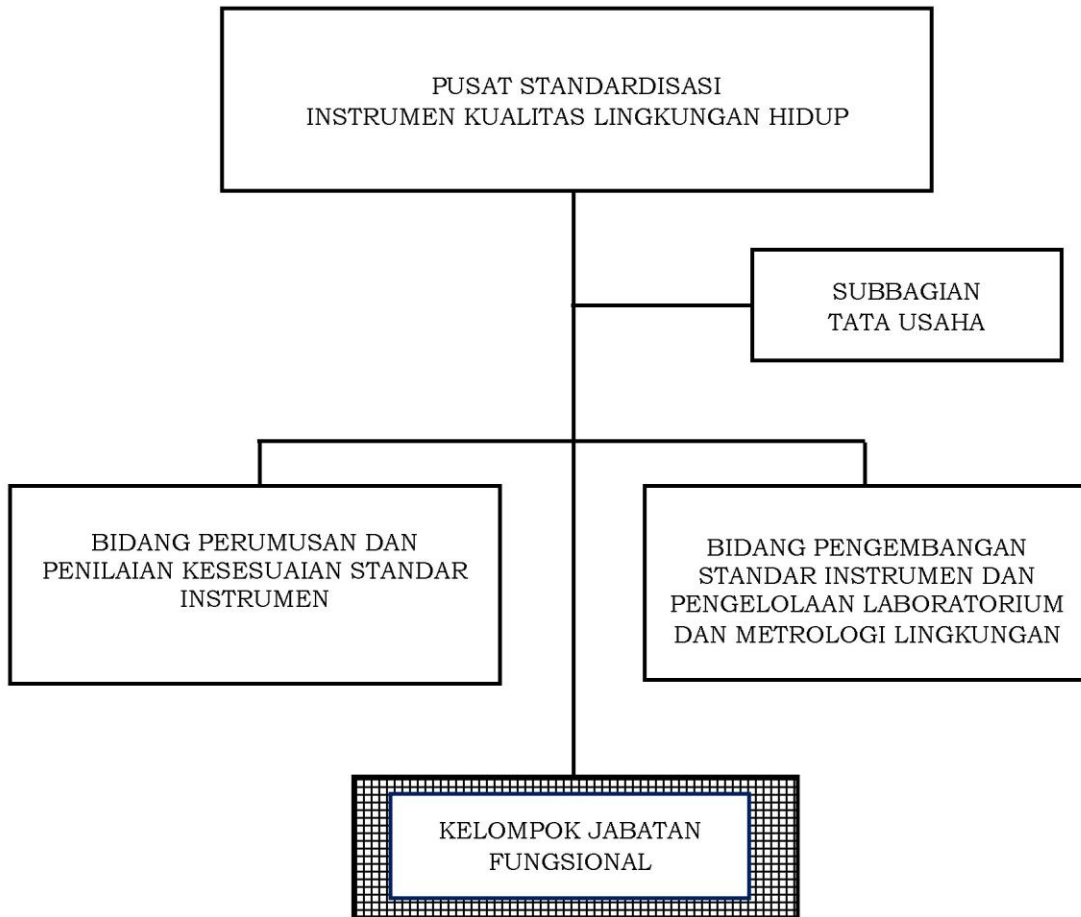 PUSAT STANDARDISASI
INSTRUMEN KUALITAS LINGKUNGAN HIDUP
SUBBAGIAN
TATA USAHA
BIDANG PERUMUSAN DAN
PENILAIAN KESESUAIAN STANDAR
INSTRUMEN
BIDANG PENGEMBANGAN
STANDAR INSTRUMEN DAN
PENGELOLAAN LABORATORIUM
DAN METROLOGI LINGKUNGAN
KELOMPOK JABATAN
FUNGSIONAL